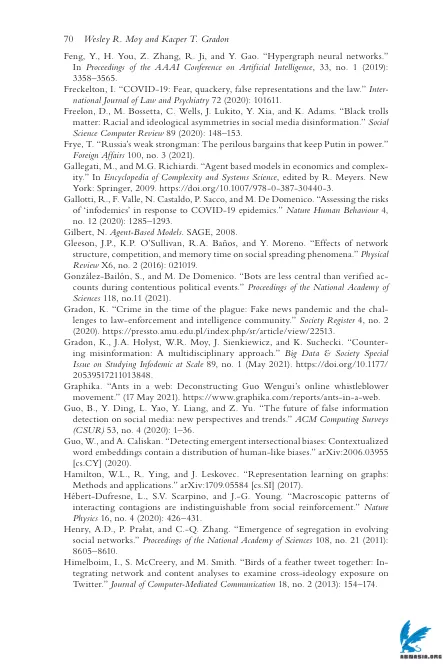 70 Wesley R. Moy and Kacper T. Gradon
Feng, Y., H. You, Z. Zhang, R. Ji, and Y. Gao. “Hypergraph neural networks.”
In Proceedings of the AAAI Conference on Artificial Intelligence, 33, no. 1 (2019):
3358–3565.
Freckelton, I. “COVID-19: Fear, quackery, false representations and the law.” Inter-
national Journal of Law and Psychiatry 72 (2020): 101611.
Freelon, D., M. Bossetta, C. Wells, J. Lukito, Y. Xia, and K. Adams. “Black trolls
matter: Racial and ideological asymmetries in social media disinformation.” Social
Science Computer Review 89 (2020): 148–153.
Frye, T. “Russia’s weak strongman: The perilous bargains that keep Putin in power.”
Foreign Affairs 100, no. 3 (2021).
Gallegati, M., and M.G. Richiardi. “Agent based models in economics and complex-
ity.” In Encyclopedia of Complexity and Systems Science, edited by R. Meyers. New
York: Springer, 2009. https://doi.org/10.1007/978-0-387-30440-3.
Gallotti, R., F. Valle, N. Castaldo, P. Sacco, and M. De Domenico. “Assessing the risks
of ‘infodemics’ in response to COVID-19 epidemics.” Nature Human Behaviour 4,
no. 12 (2020): 1285–1293.
Gilbert, N. Agent-Based Models. SAGE, 2008.
Gleeson, J.P., K.P. O’Sullivan, R.A. Baños, and Y. Moreno. “Effects of network
structure, competition, and memory time on social spreading phenomena.” Physical
Review X6, no. 2 (2016): 021019.
González-Bailón, S., and M. De Domenico. “Bots are less central than verified ac-
counts during contentious political events.” Proceedings of the National Academy of
Sciences 118, no.11 (2021).
Gradon, K. “Crime in the time of the plague: Fake news pandemic and the chal-
lenges to law-enforcement and intelligence community.” Society Register 4, no. 2
(2020). https://pressto.amu.edu.pl/index.php/sr/article/view/22513.
Gradon, K., J.A. Hołyst, W.R. Moy, J. Sienkiewicz, and K. Suchecki. “Counter-
ing misinformation: A multidisciplinary approach.” Big Data & Society Special
Issue on Studying Infodemic at Scale 89, no. 1 (May 2021). https://doi.org/10.1177/
20539517211013848.
Graphika. “Ants in a web: Deconstructing Guo Wengui’s online whistleblower
movement.” (17 May 2021). https://www.graphika.com/reports/ants-in-a-web.
Guo, B., Y. Ding, L. Yao, Y. Liang, and Z. Yu. “The future of false information
detection on social media: new perspectives and trends.” ACM Computing Surveys
(CSUR) 53, no. 4 (2020): 1–36.
Guo, W., and A. Caliskan. “Detecting emergent intersectional biases: Contextualized
word embeddings contain a distribution of human-like biases.” arXiv:2006.03955
[cs.CY] (2020).
Hamilton, W.L., R. Ying, and J. Leskovec. “Representation learning on graphs:
Methods and applications.” arXiv:1709.05584 [cs.SI] (2017).
Hébert-Dufresne, L., S.V. Scarpino, and J.-G. Young. “Macroscopic patterns of
interacting contagions are indistinguishable from social reinforcement.” Nature
Physics 16, no. 4 (2020): 426–431.
Henry, A.D., P. Prałat, and C.-Q. Zhang. “Emergence of segregation in evolving
social networks.” Proceedings of the National Academy of Sciences 108, no. 21 (2011):
8605–8610.
Himelboim, I., S. McCreery, and M. Smith. “Birds of a feather tweet together: In-
tegrating network and content analyses to examine cross-ideology exposure on
Twitter.” Journal of Computer-Mediated Communication 18, no. 2 (2013): 154–174.